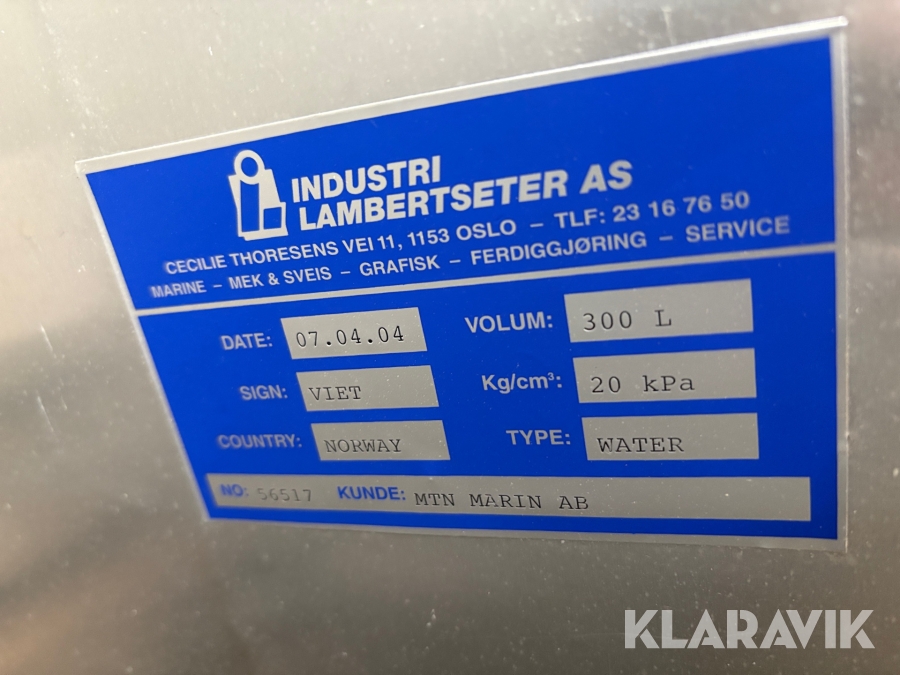 INDUSTRI
LAMBERTSETER AS
CECILIE THORESENS VEI 11, 1153 OSLO – TLF: 23 16 76 50
MARINE – MEK & SVEIS – GRAFISK – FERDIGGJØRING – SERVICE
DATE: 07.04.04 VOLUM: 300 L
SIGN: VIET Kg/cm³: 20 kPa
COUNTRY: NORWAY TYPE: WATER
NO: 56517 KUNDE: MTN MARIN AB
KLARAVIK